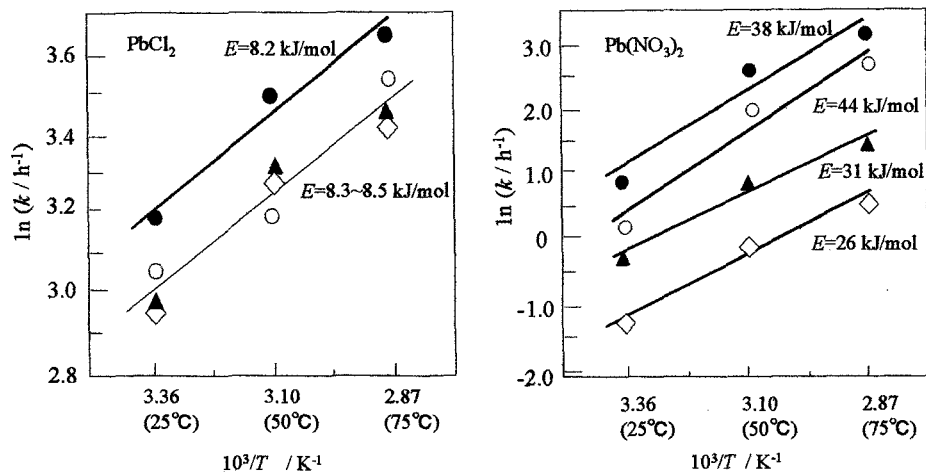 PbCl₂
E=8.2 kJ/mol
E=8.3~8.5 kJ/mol
ln (k / h⁻¹)
3.6
3.4
3.2
3.0
2.8
3.36
(25°C)
3.10
(50°C)
2.87
(75°C)
10³/T / K⁻¹
Pb(NO₃)₂
E=38 kJ/mol
E=44 kJ/mol
E=31 kJ/mol
E=26 kJ/mol
ln (k / h⁻¹)
3.0
2.0
1.0
0
-1.0
-2.0
3.36
(25°C)
3.10
(50°C)
2.87
(75°C)
10³/T / K⁻¹